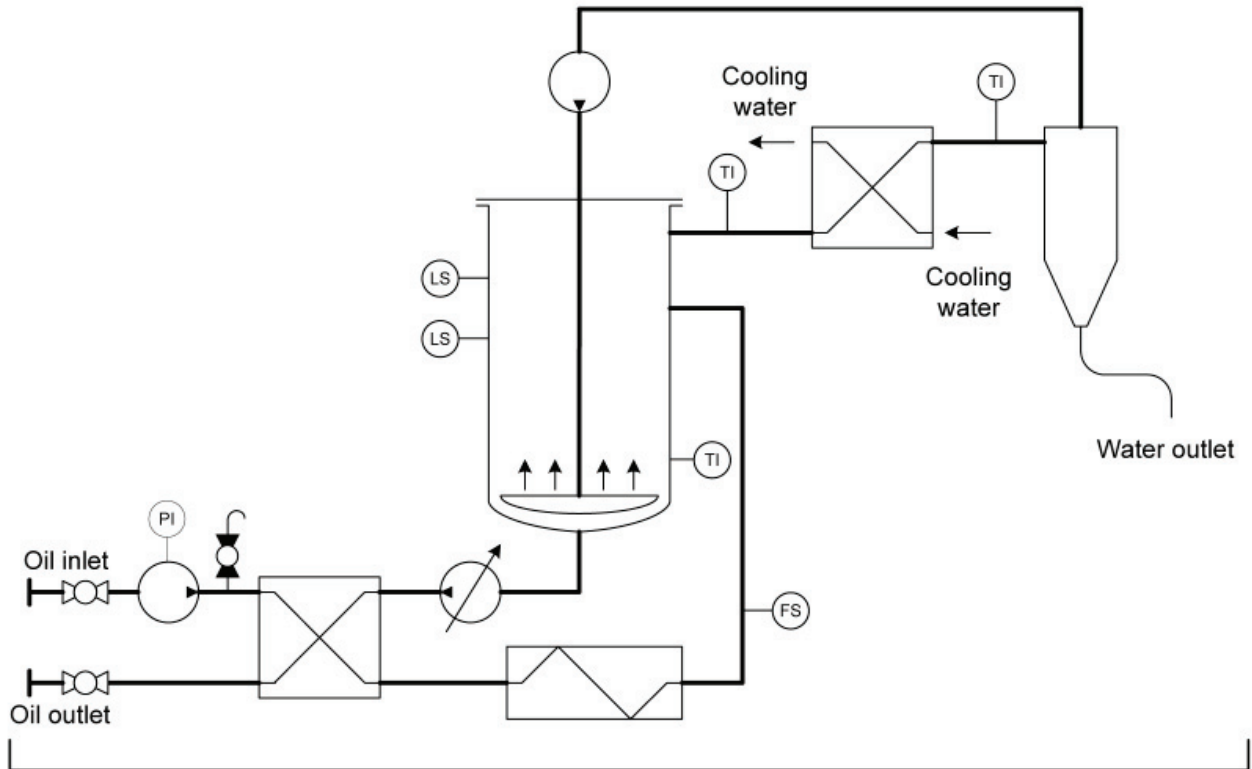 Cooling
water
TI
TI
Cooling
water
LS
LS
TI
Water outlet
PI
Oil inlet
FS
Oil outlet